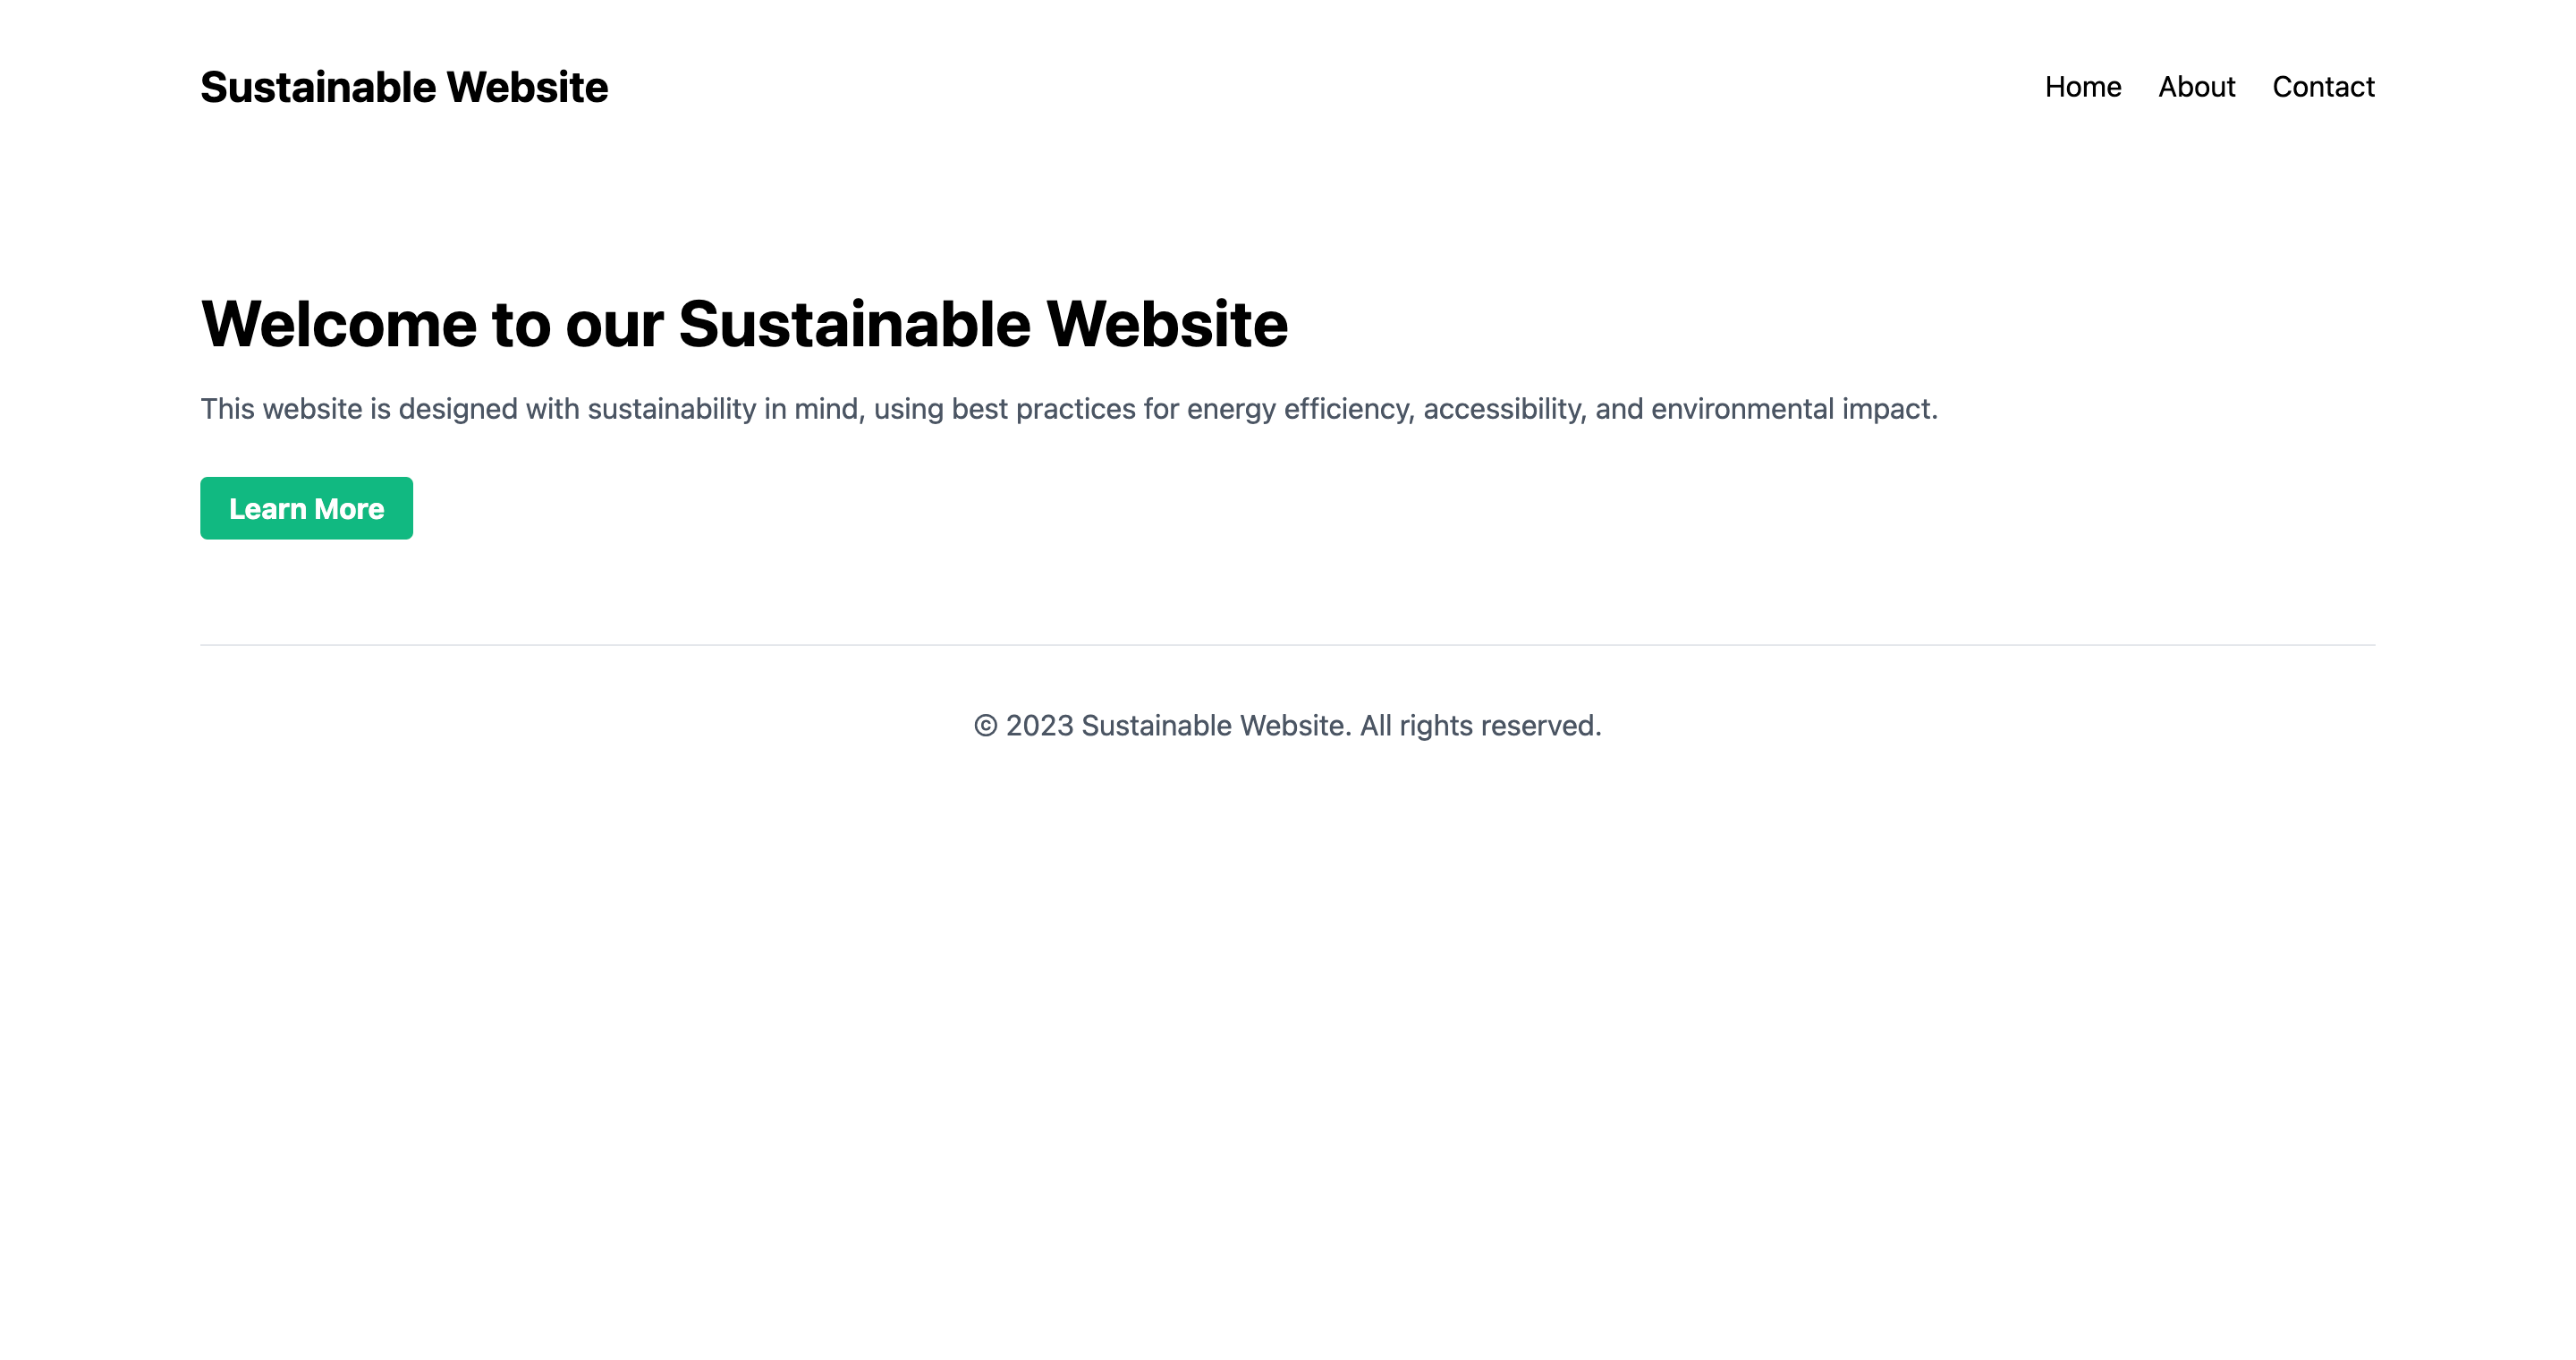 Sustainable Website
Home About Contact
Welcome to our Sustainable Website
This website is designed with sustainability in mind, using best practices for energy efficiency, accessibility, and environmental impact.
Learn More
© 2023 Sustainable Website. All rights reserved.